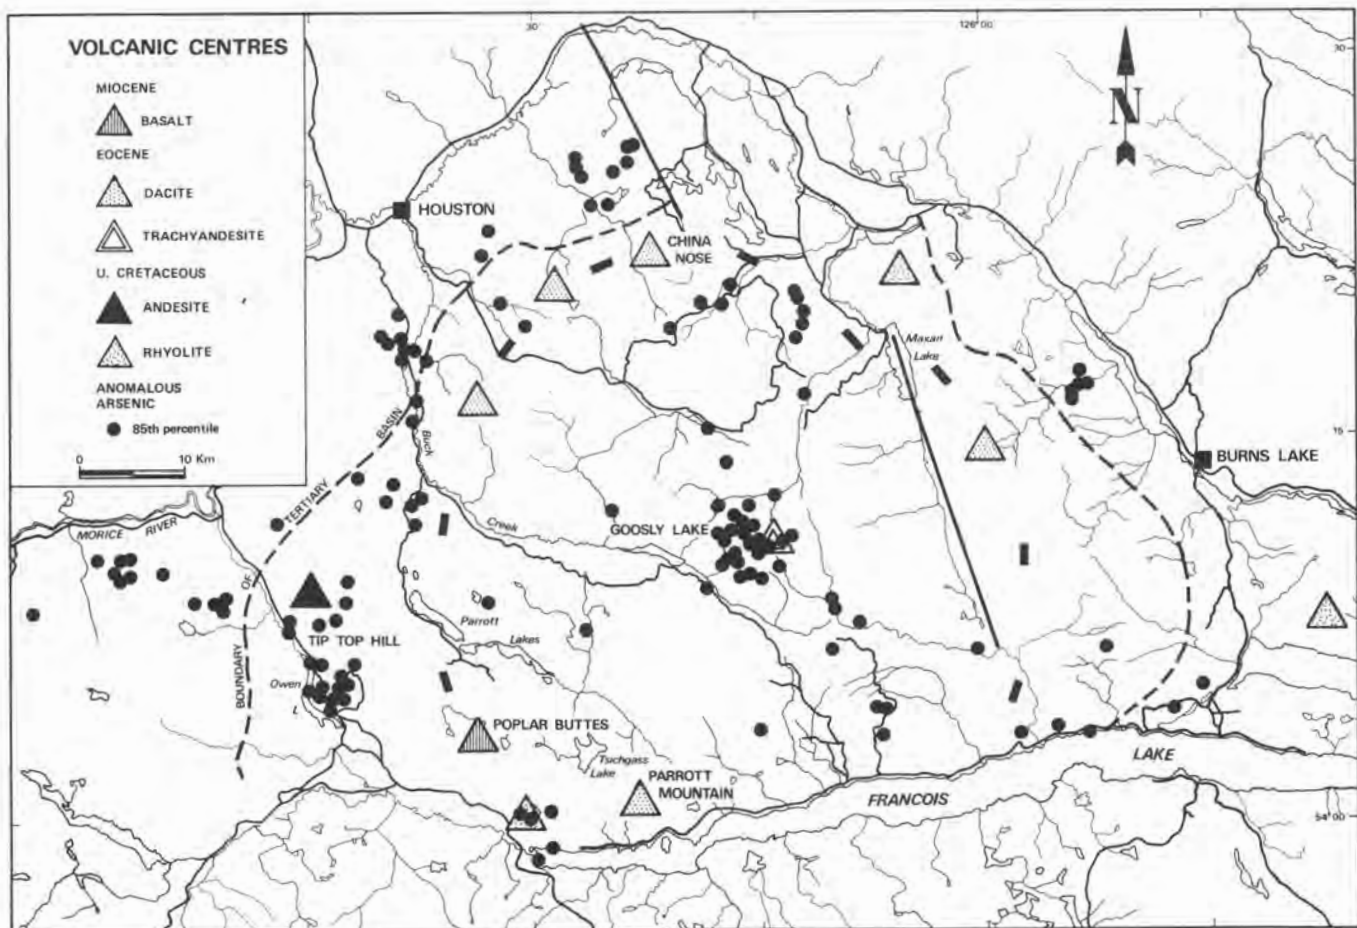 VOLCANIC CENTRES
MIOCENE
BASALT
EOCENE
DACITE
TRACHYANDESITE
U. CRETACEOUS
ANDESITE
RHYOLITE
ANOMALOUS
ARSENIC
85th percentile
0 10 Km
30'
126°00'
30
N
HOUSTON
CHINA
NOSE
Maxan
Lake
15
BURNS LAKE
Buck
Creek
BOUNDARY OF TERTIARY BASIN
MORICE RIVER
GOOSLY LAKE
TIP TOP HILL
Parrott
Lakes
Owen
L
POPLAR BUTTES
Tsichgass
Lake
PARROTT
MOUNTAIN
FRANCOIS LAKE
54°00'